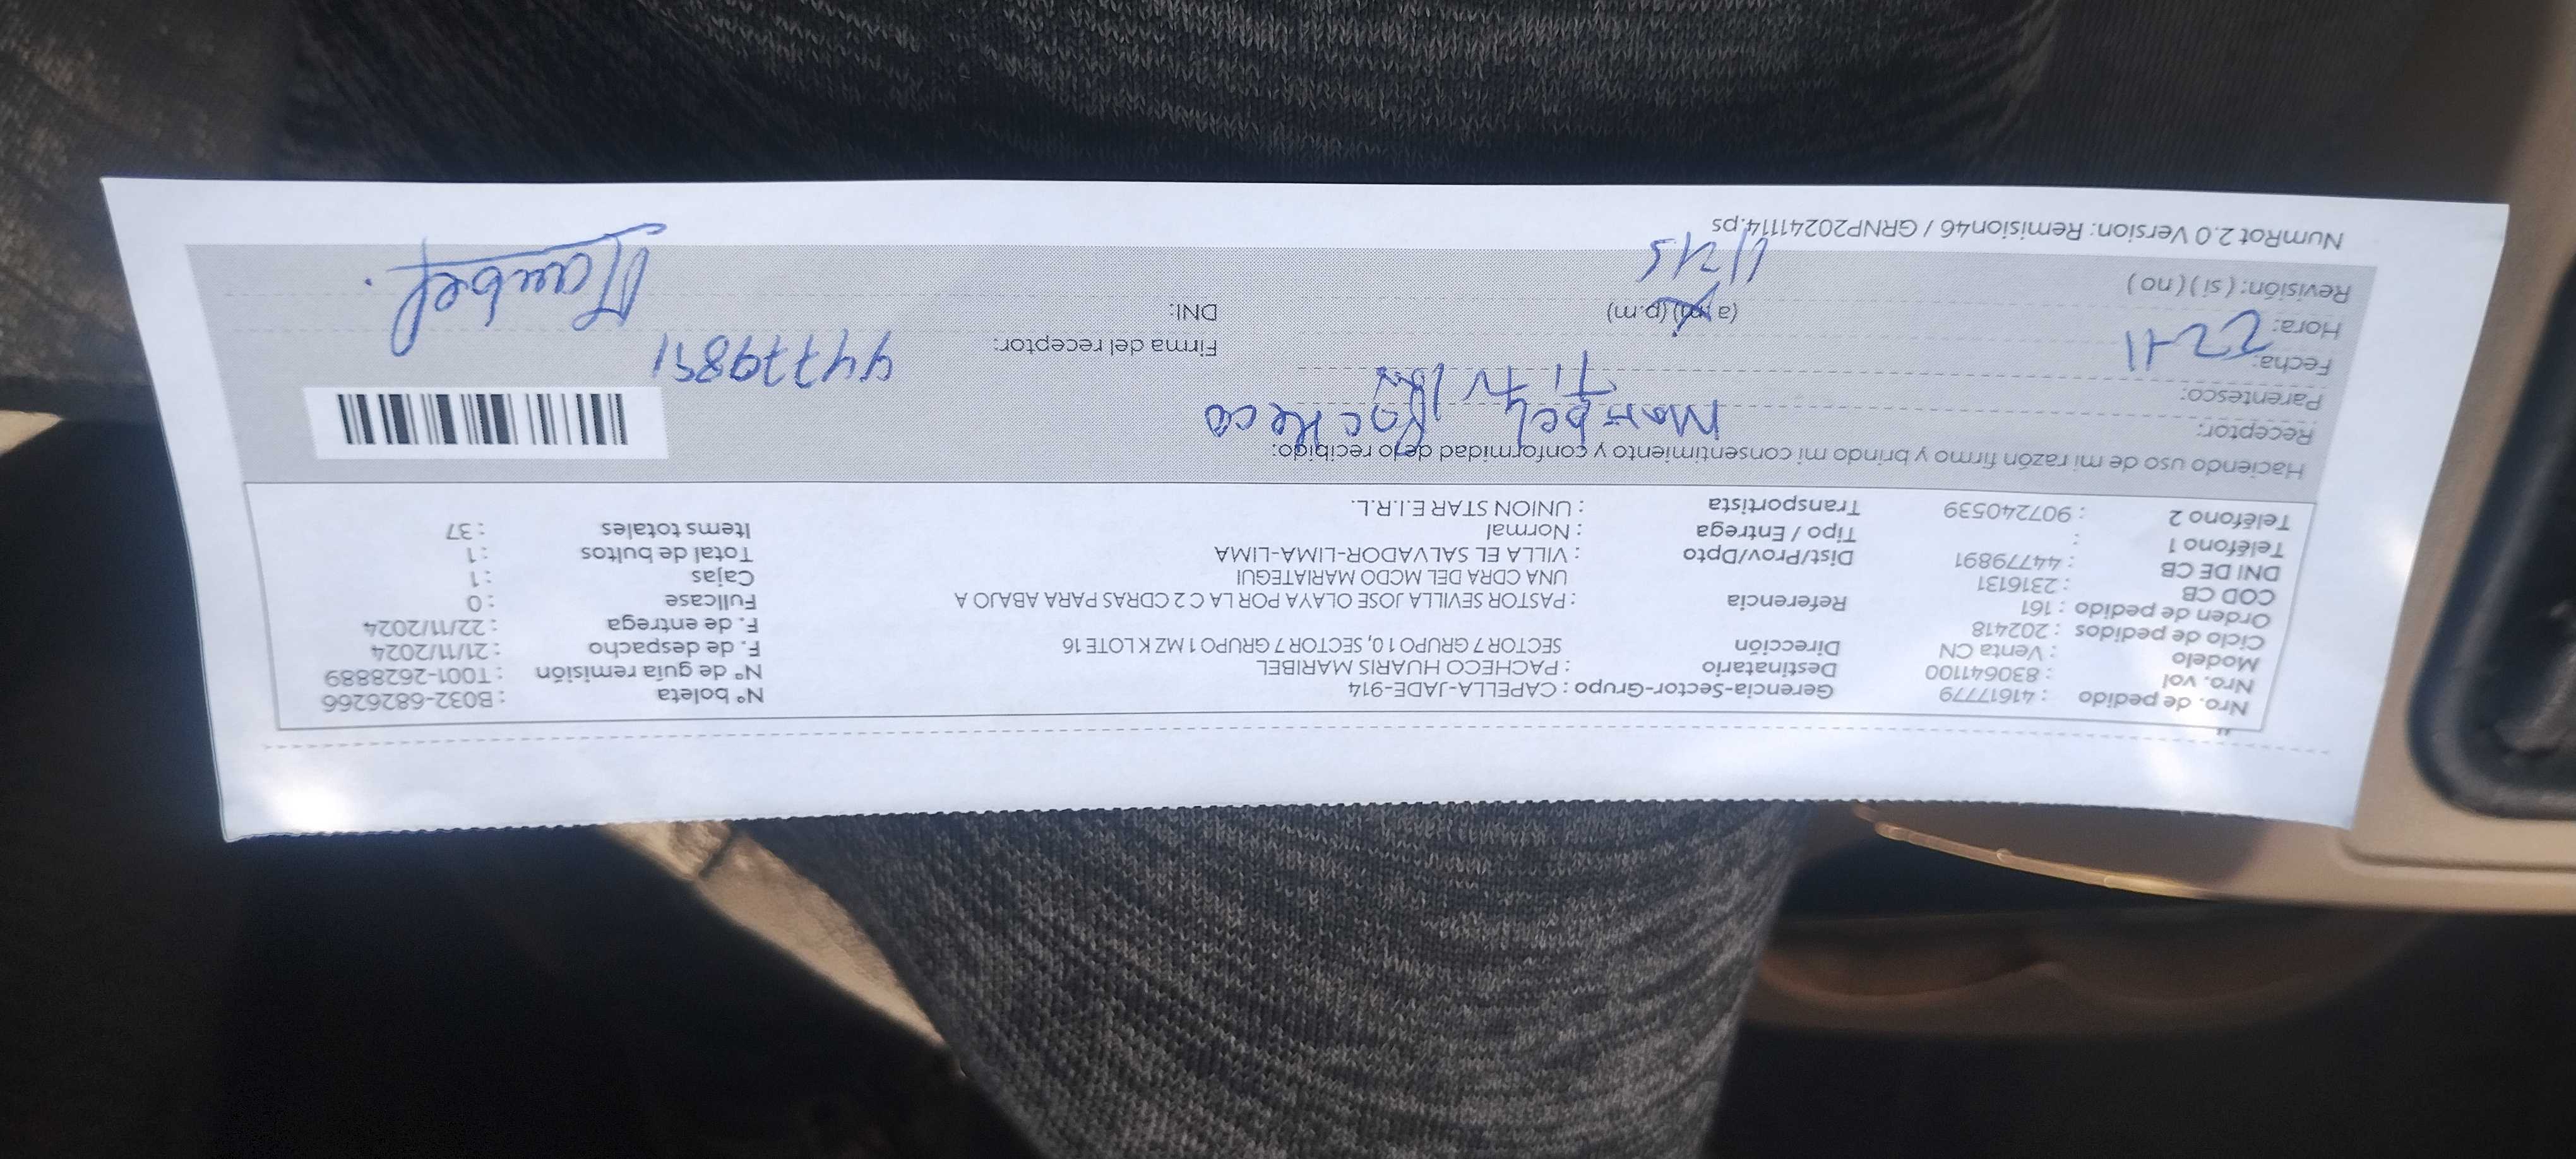 Nro. de pedido : 41617779 Gerencia-Sector-Grupo : CAPELLA-JADE-914 N° boleta : B032-6826266
Nro. vol : 830641100 Destinatario : PACHECO HUARIS MARIBEL N° de guía remisión : T001-2628889
Modelo : Venta CN Dirección SECTOR 7 GRUPO 10, SECTOR 7 GRUPO 1 MZ K LOTE 16 F. de despacho : 21/11/2024
Ciclo de pedidos : 202418 F. de entrega : 22/11/2024
Orden de pedido : 161 Referencia : PASTOR SEVILLA JOSE OLAYA POR LA C 2 CDRAS PARA ABAJO A Fullcase : 0
COD CB : 2316131 UNA CDRA DEL MCDO MARIATEGUI Cajas : 1
DNI DE CB : 44779891 Dist/Prov/Dpto : VILLA EL SALVADOR-LIMA-LIMA Total de bultos : 1
Teléfono 1 : Tipo / Entrega : Normal Items totales : 37
Teléfono 2 : 907240539 Transportista : UNION STAR E.I.R.L.
Haciendo uso de mi razón firmo y brindo mi consentimiento y conformidad de lo recibido:
Receptor: Maribel Pacheco
Parentesco: Titular
Fecha: 22-11 Firma del receptor: 44779891
Hora: (a.m) (p.m) DNI: Maribel
Revisión: ( si ) ( no )
NumRot 2.0 Version: Remision46 / GRNP20241114.ps